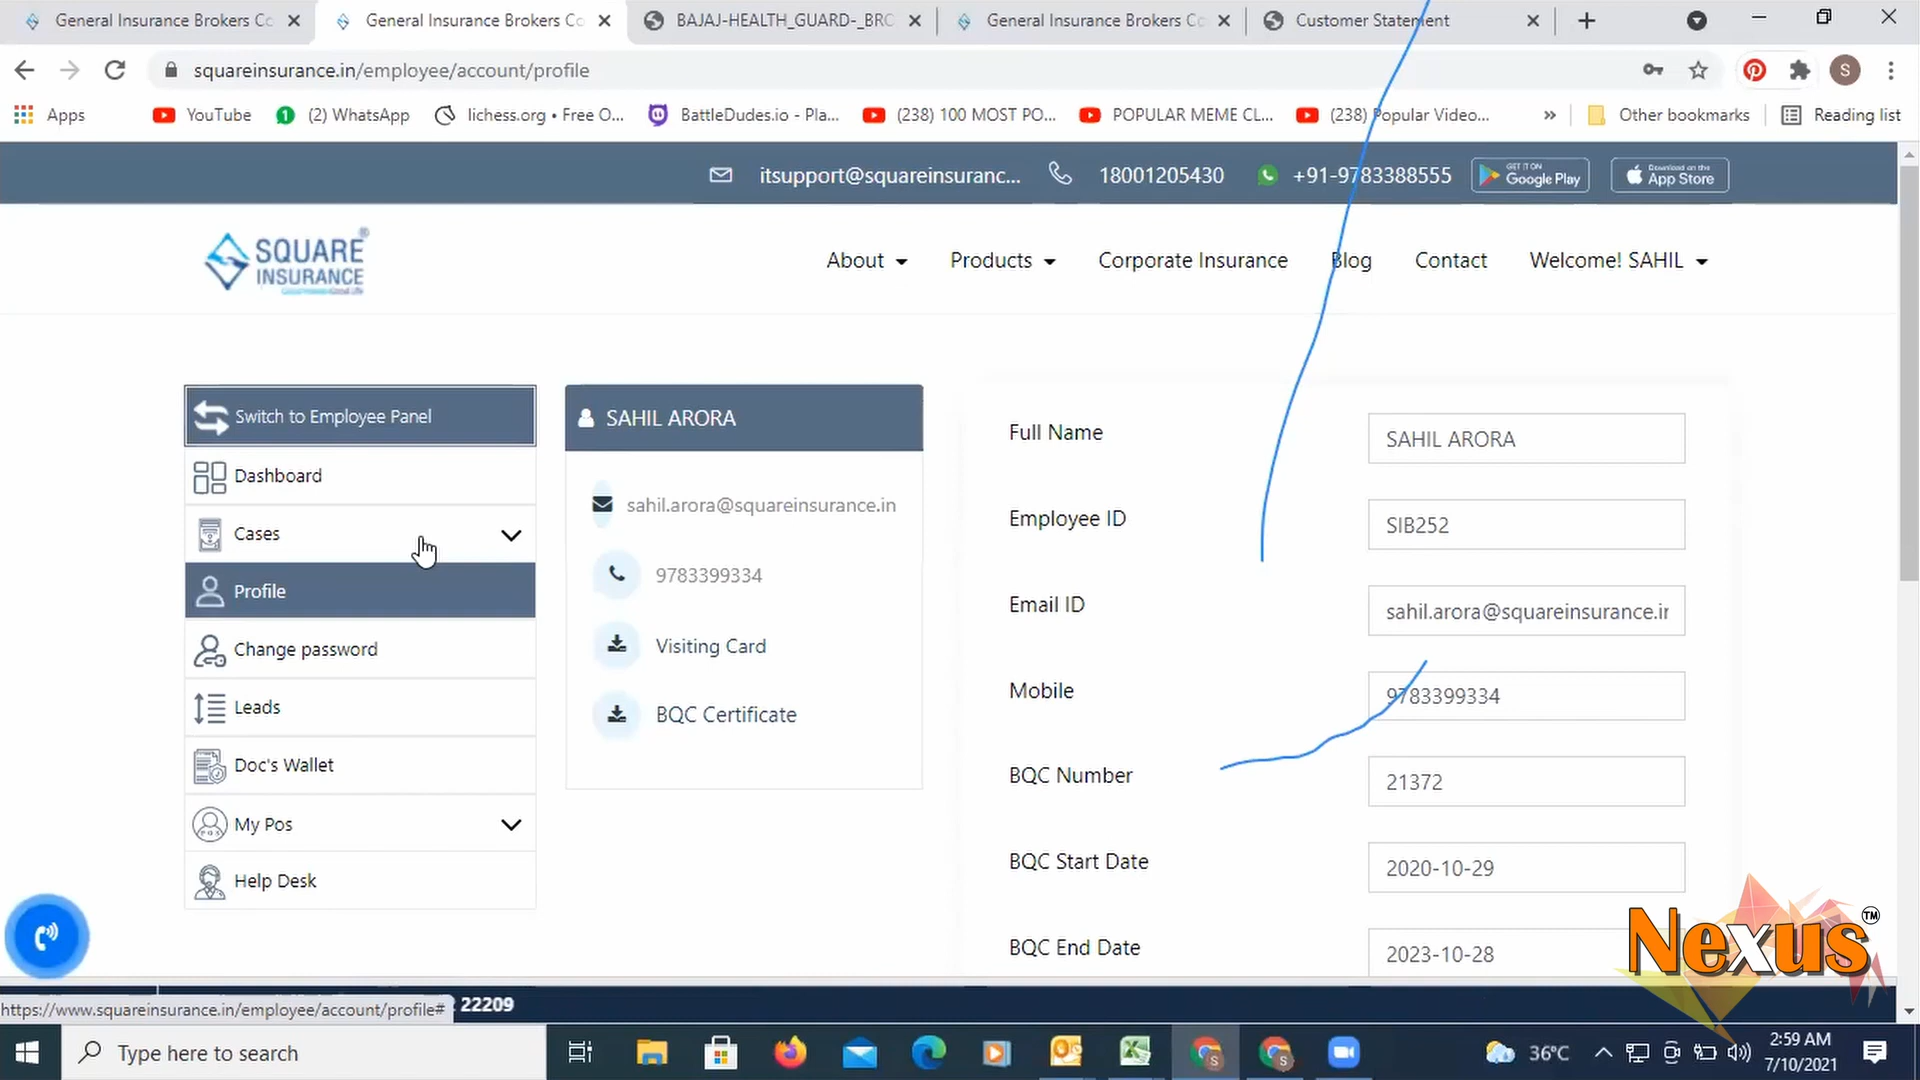 General Insurance Brokers Co
General Insurance Brokers Co
BAJAJ-HEALTH_GUARD-_BRO
General Insurance Brokers Co
Customer Statement
squareinsurance.in/employee/account/profile
S
Apps
YouTube
(2) WhatsApp
lichess.org • Free O...
BattleDudes.io - Pla...
(238) 100 MOST PO...
POPULAR MEME CL...
(238) Popular Video...
Other bookmarks
Reading list
itsupport@squareinsuranc...
18001205430
+91-9783388555
GET IT ON
Google Play
Download on the
App Store
SQUARE®
INSURANCE
About
Products
Corporate Insurance
Blog
Contact
Welcome! SAHIL
Switch to Employee Panel
Dashboard
Cases
Profile
Change password
Leads
Doc's Wallet
My Pos
Help Desk
SAHIL ARORA
sahil.arora@squareinsurance.in
9783399334
Visiting Card
BQC Certificate
Full Name
SAHIL ARORA
Employee ID
SIB252
Email ID
sahil.arora@squareinsurance.ir
Mobile
9783399334
BQC Number
21372
BQC Start Date
2020-10-29
BQC End Date
2023-10-28
Nexus™
https://www.squareinsurance.in/employee/account/profile#
22209
Type here to search
36°C
2:59 AM
7/10/2021